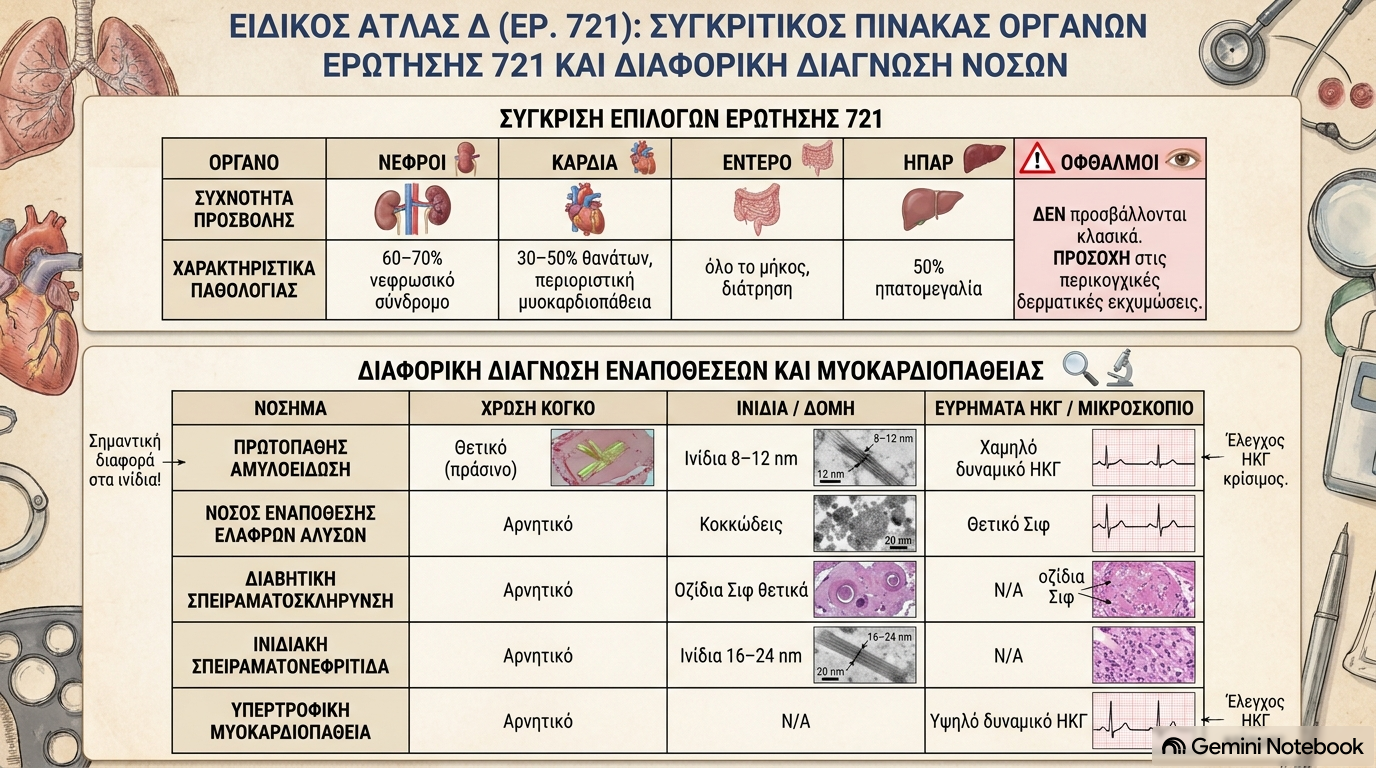 ΕΙΔΙΚΟΣ ΑΤΛΑΣ Δ (ΕΡ. 721): ΣΥΓΚΡΙΤΙΚΟΣ ΠΙΝΑΚΑΣ ΟΡΓΑΝΩΝ
ΕΡΩΤΗΣΗΣ 721 ΚΑΙ ΔΙΑΦΟΡΙΚΗ ΔΙΑΓΝΩΣΗ ΝΟΣΩΝ
ΣΥΓΚΡΙΣΗ ΕΠΙΛΟΓΩΝ ΕΡΩΤΗΣΗΣ 721
ΟΡΓΑΝΟ
ΝΕΦΡΟΙ
ΚΑΡΔΙΑ
ΕΝΤΕΡΟ
ΗΠΑΡ
ΟΦΘΑΛΜΟΙ
ΣΥΧΝΟΤΗΤΑ
ΠΡΟΣΒΟΛΗΣ
ΔΕΝ προσβάλλονται
κλασικά.
ΠΡΟΣΟΧΗ στις
περικογχικές
δερματικές εκχυμώσεις.
ΧΑΡΑΚΤΗΡΙΣΤΙΚΑ
ΠΑΘΟΛΟΓΙΑΣ
60–70%
νεφρωσικό
σύνδρομο
30–50% θανάτων,
περιοριστική
μυοκαρδιοπάθεια
όλο το μήκος,
διάτρηση
50%
ηπατομεγαλία
ΔΙΑΦΟΡΙΚΗ ΔΙΑΓΝΩΣΗ ΕΝΑΠΟΘΕΣΕΩΝ ΚΑΙ ΜΥΟΚΑΡΔΙΟΠΑΘΕΙΑΣ
ΝΟΣΗΜΑ
ΧΡΩΣΗ ΚΟΓΚΟ
ΙΝΙΔΙΑ / ΔΟΜΗ
ΕΥΡΗΜΑΤΑ ΗΚΓ / ΜΙΚΡΟΣΚΟΠΙΟ
Σημαντική
διαφορά
στα ινίδια!
ΠΡΩΤΟΠΑΘΗΣ
ΑΜΥΛΟΕΙΔΩΣΗ
Θετικό
(πράσινο)
Ινίδια 8–12 nm
8–12 nm
12 nm
Χαμηλό
δυναμικό ΗΚΓ
Έλεγχος
ΗΚΓ
κρίσιμος.
ΝΟΣΟΣ ΕΝΑΠΟΘΕΣΗΣ
ΕΛΑΦΡΩΝ ΑΛΥΣΩΝ
Αρνητικό
Κοκκώδεις
20 nm
Θετικό Σιφ
ΔΙΑΒΗΤΙΚΗ
ΣΠΕΙΡΑΜΑΤΟΣΚΛΗΡΥΝΣΗ
Αρνητικό
Οζίδια Σιφ θετικά
N/A
οζίδια
Σιφ
ΙΝΙΔΙΑΚΗ
ΣΠΕΙΡΑΜΑΤΟΝΕΦΡΙΤΙΔΑ
Αρνητικό
Ινίδια 16–24 nm
16–24 nm
20 nm
N/A
ΥΠΕΡΤΡΟΦΙΚΗ
ΜΥΟΚΑΡΔΙΟΠΑΘΕΙΑ
Αρνητικό
N/A
Υψηλό δυναμικό ΗΚΓ
Έλεγχος
ΗΚΓ
Gemini Notebook